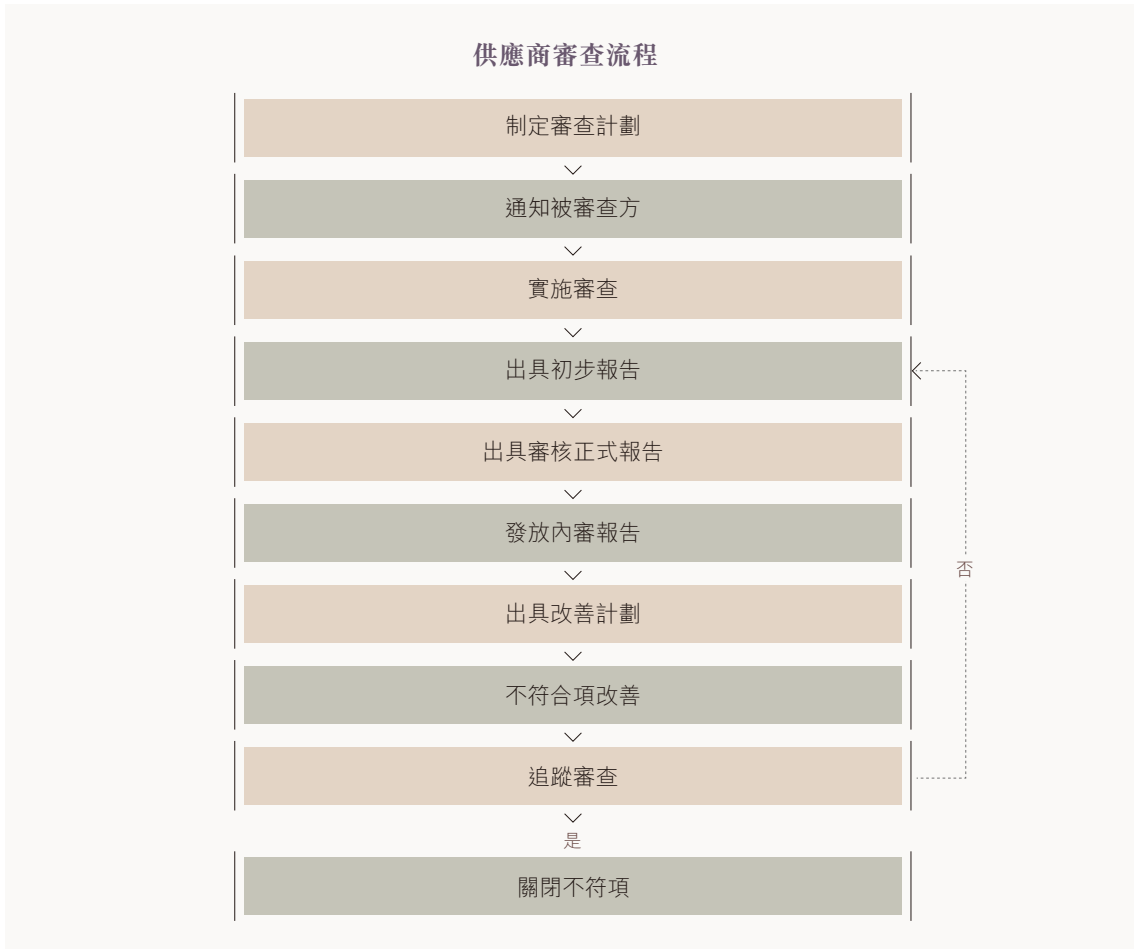 供應商審查流程
制定審查計劃
通知被審查方
實施審查
出具初步報告
出具審核正式報告
發放內審報告
否
出具改善計劃
不符合項改善
追蹤審查
是
關閉不符項